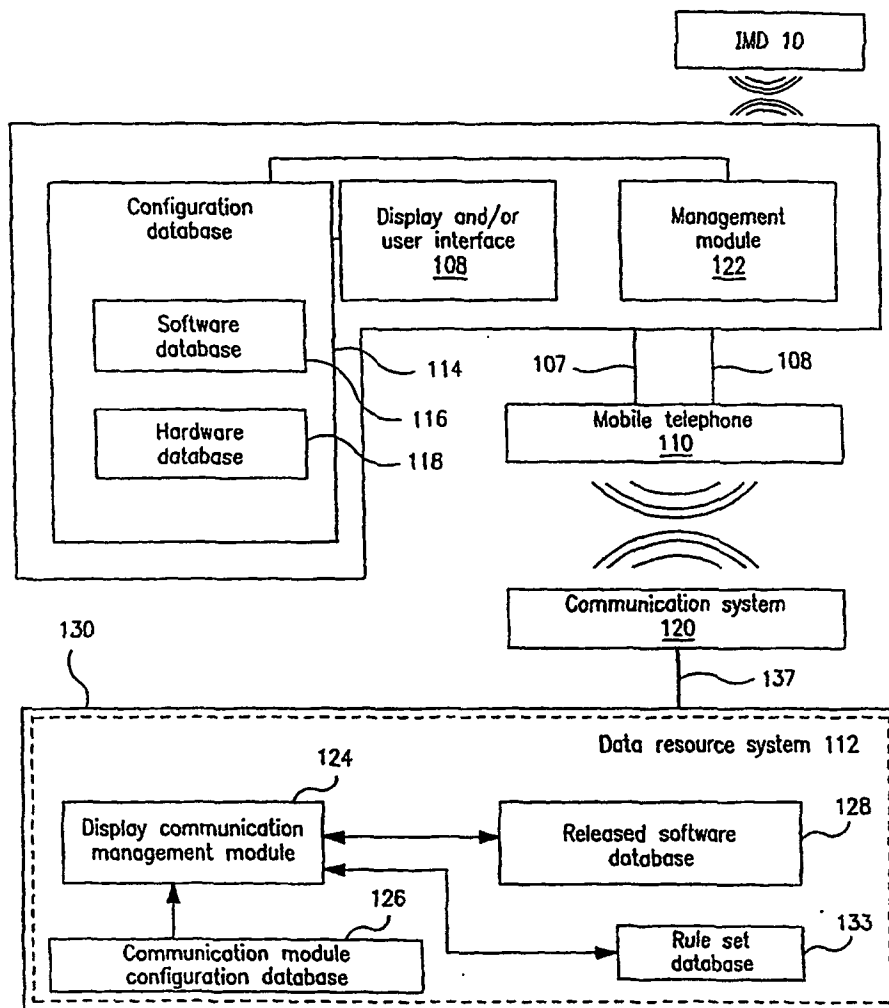 IMD 10
Configuration
database
Display and/or
user interface
108
Management
module
122
Software
database
Hardware
database
114
116
118
107
108
Mobile telephone
110
Communication system
120
130
137
Data resource system 112
124
Display communication
management module
128
Released software
database
126
Communication module
configuration database
133
Rule set
database